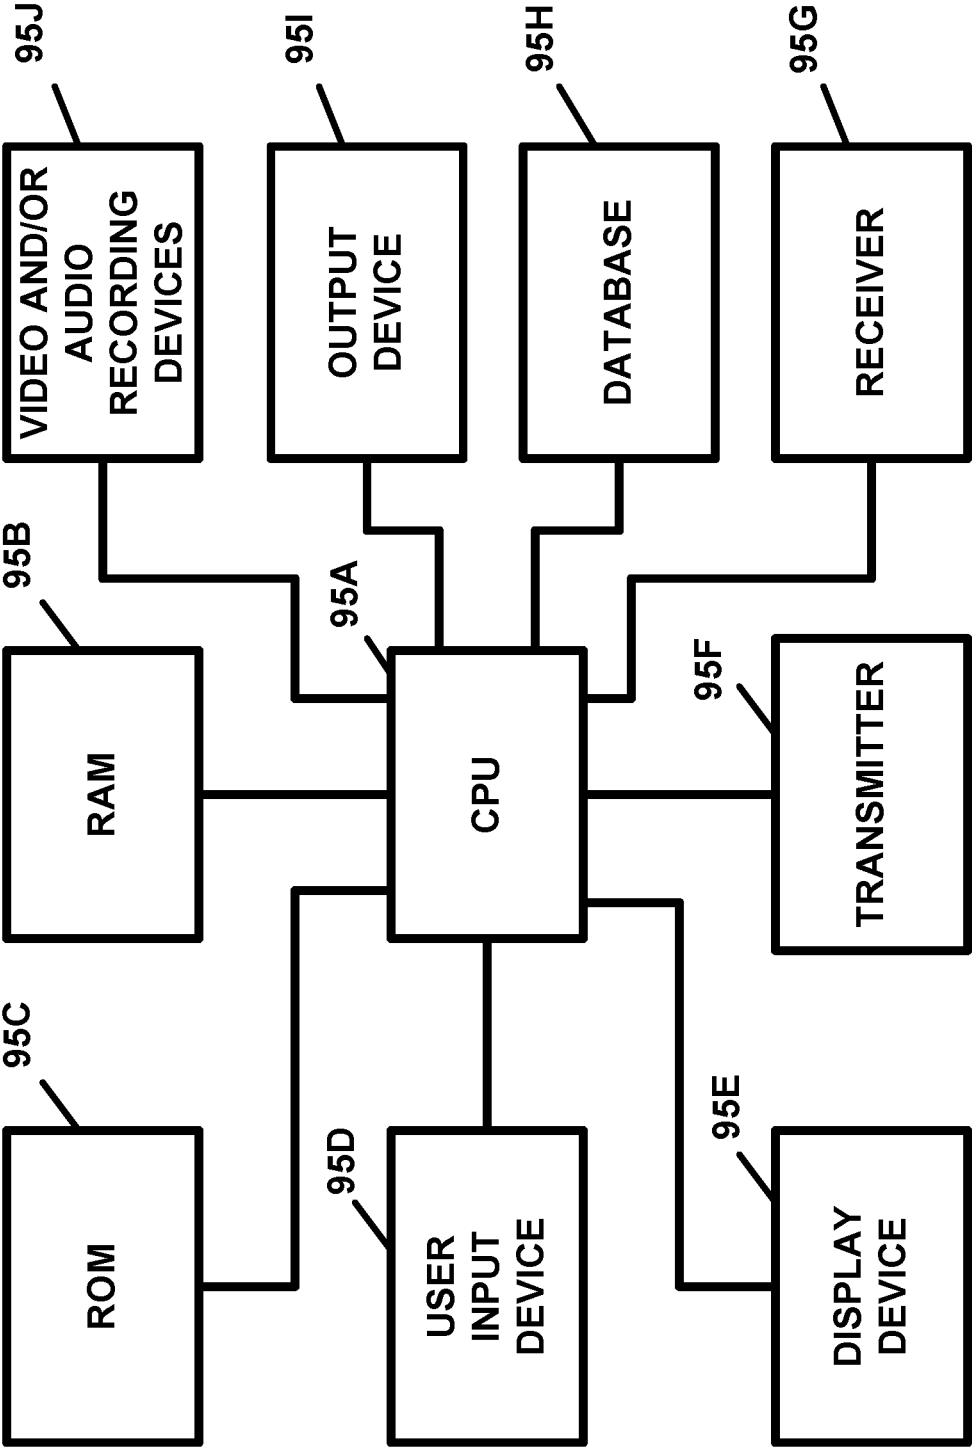 95C
ROM
95B
RAM
95J
VIDEO AND/OR
AUDIO
RECORDING
DEVICES
95D
USER
INPUT
DEVICE
95A
CPU
95I
OUTPUT
DEVICE
95H
DATABASE
95E
DISPLAY
DEVICE
95F
TRANSMITTER
95G
RECEIVER